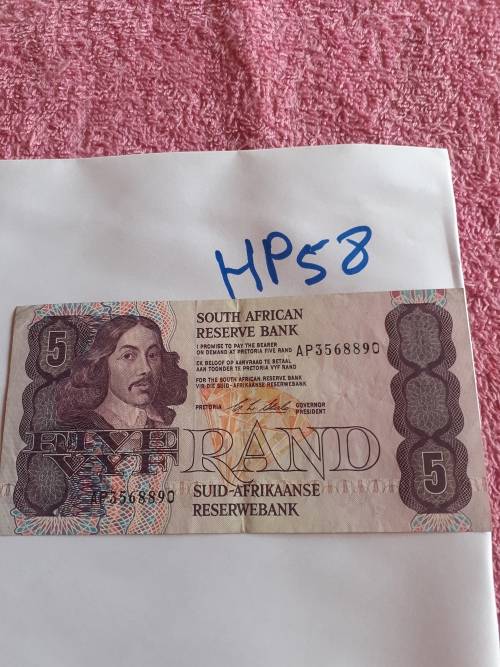 HP58
SOUTH AFRICAN
RESERVE BANK
5
I PROMISE TO PAY THE BEARER
ON DEMAND AT PRETORIA FIVE RAND
AP3568890
EK BELOOF OP AANVRAAG TE BETAAL
AAN TOONDER TE PRETORIA VYF RAND
FOR THE SOUTH AFRICAN RESERVE BANK
VIR DIE SUID-AFRIKAANSE RESERWEBANK
PRETORIA
GOVERNOR
PRESIDENT
FIVE
VYF RAND
5
AP3568890
SUID-AFRIKAANSE
RESERWEBANK